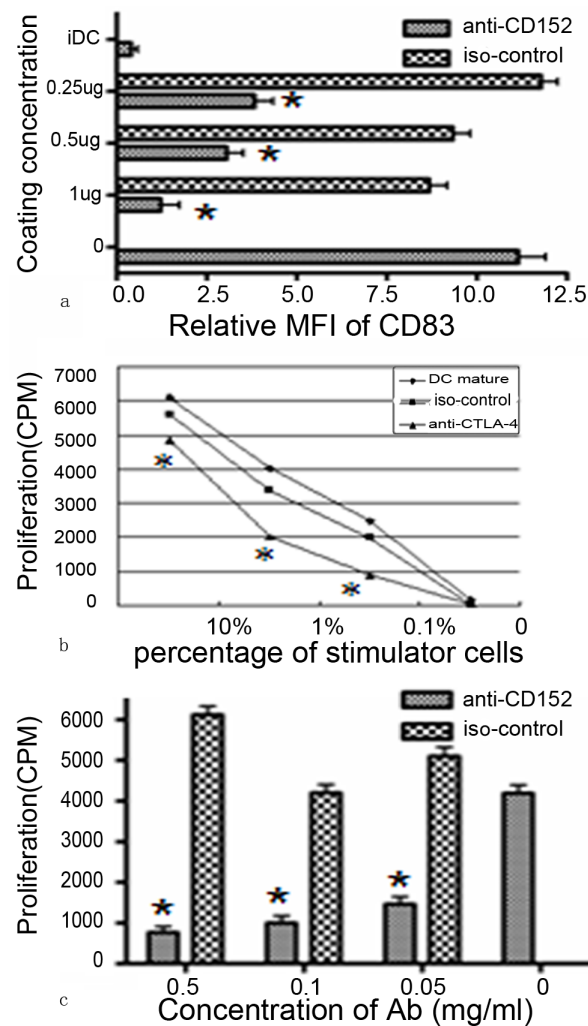 anti-CD152
iso-control
Coating concentration
iDC
0.25ug
0.5ug
1ug
0
0.0 2.5 5.0 7.5 10.0 12.5
a
Relative MFI of CD83
7000
6000
5000
4000
3000
2000
1000
0
Proliferation(CPM)
DC mature
iso-control
anti-CTLA-4
10% 1% 0.1% 0
b
percentage of stimulator cells
anti-CD152
iso-control
Proliferation(CPM)
6000
5000
4000
3000
2000
1000
0
0.5 0.1 0.05 0
c
Concentration of Ab (mg/ml)